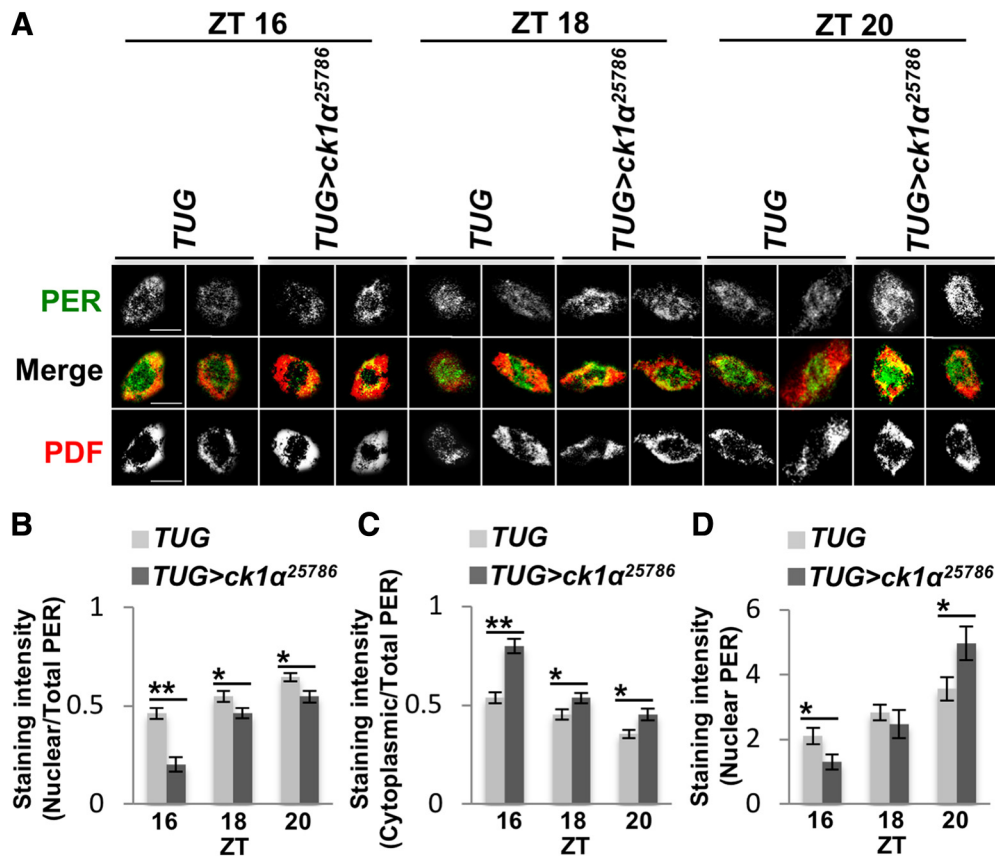 A
ZT 16 ZT 18 ZT 20
TUG TUG>ck1α25786 TUG TUG>ck1α25786 TUG TUG>ck1α25786
PER
Merge
PDF
B
TUG
TUG>ck1α25786
Staining intensity
(Nuclear/Total PER)
1
0.5
0
**
*
*
16 18 20
ZT
C
TUG
TUG>ck1α25786
Staining intensity
(Cytoplasmic/Total PER)
1
0.5
0
**
*
*
16 18 20
ZT
D
TUG
TUG>ck1α25786
Staining intensity
(Nuclear PER)
6
4
2
0
*
*
16 18 20
ZT